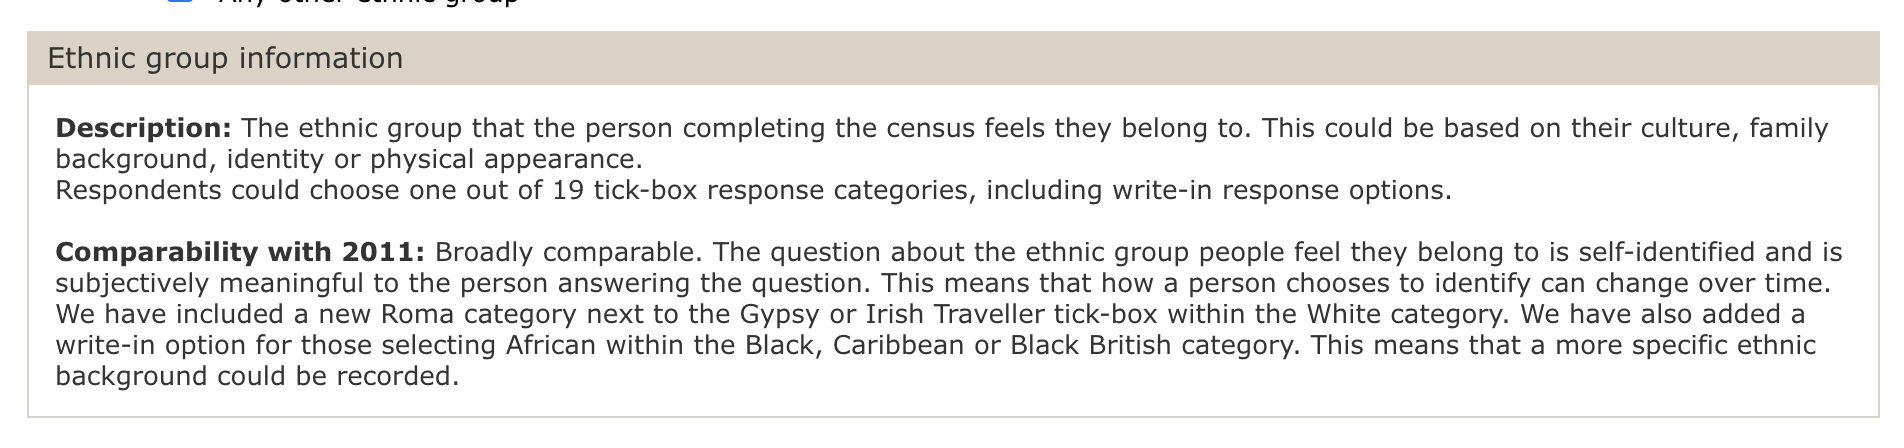 Any other Ethnic group
Ethnic group information
Description: The ethnic group that the person completing the census feels they belong to. This could be based on their culture, family
background, identity or physical appearance.
Respondents could choose one out of 19 tick-box response categories, including write-in response options.
Comparability with 2011: Broadly comparable. The question about the ethnic group people feel they belong to is self-identified and is
subjectively meaningful to the person answering the question. This means that how a person chooses to identify can change over time.
We have included a new Roma category next to the Gypsy or Irish Traveller tick-box within the White category. We have also added a
write-in option for those selecting African within the Black, Caribbean or Black British category. This means that a more specific ethnic
background could be recorded.